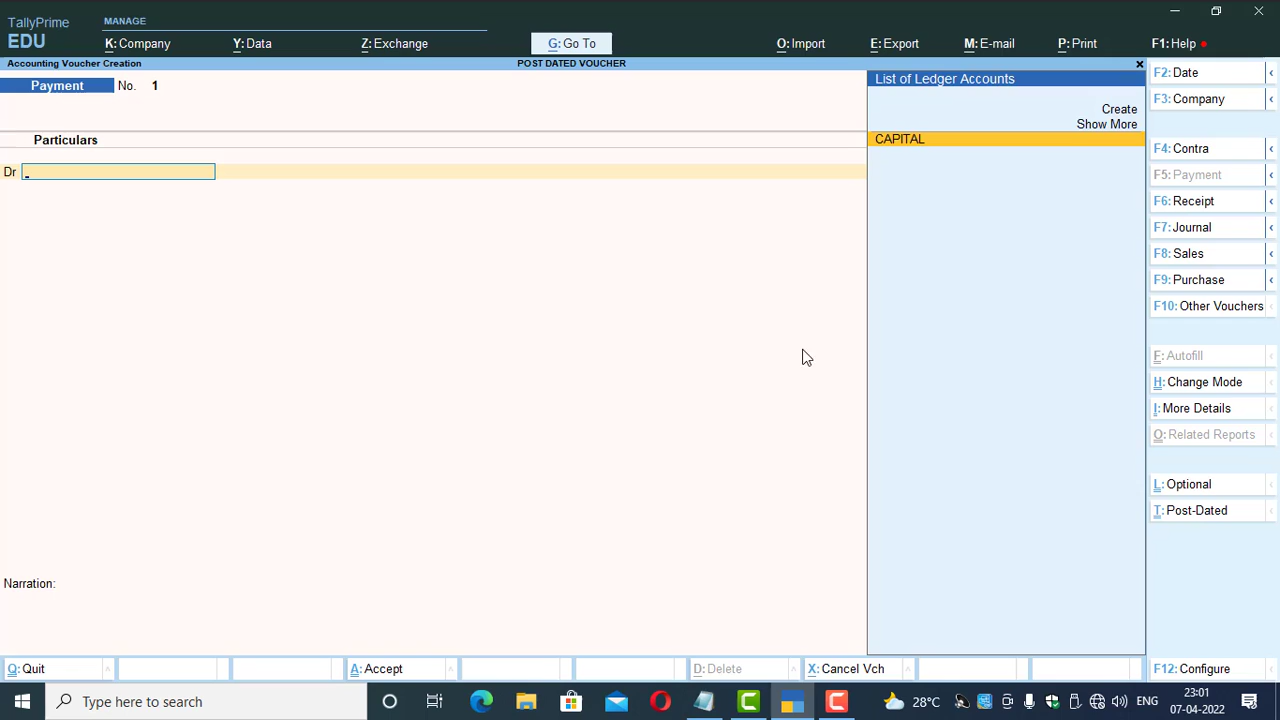 TallyPrime
EDU
MANAGE
K: Company
Y: Data
Z: Exchange
G: Go To
O: Import
E: Export
M: E-mail
P: Print
F1: Help
Accounting Voucher Creation
POST DATED VOUCHER
Payment No. 1
Particulars
Dr
Narration:
List of Ledger Accounts
Create
Show More
CAPITAL
F2: Date
F3: Company
F4: Contra
F5: Payment
F6: Receipt
F7: Journal
F8: Sales
F9: Purchase
F10: Other Vouchers
F: Autofill
H: Change Mode
I: More Details
O: Related Reports
L: Optional
T: Post-Dated
Q: Quit
A: Accept
D: Delete
X: Cancel Vch
F12: Configure
Type here to search
28°C
ENG
23:01
07-04-2022